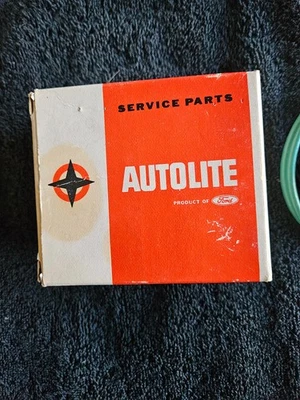 SERVICE PARTS
AUTOLITE
PRODUCT OF Ford